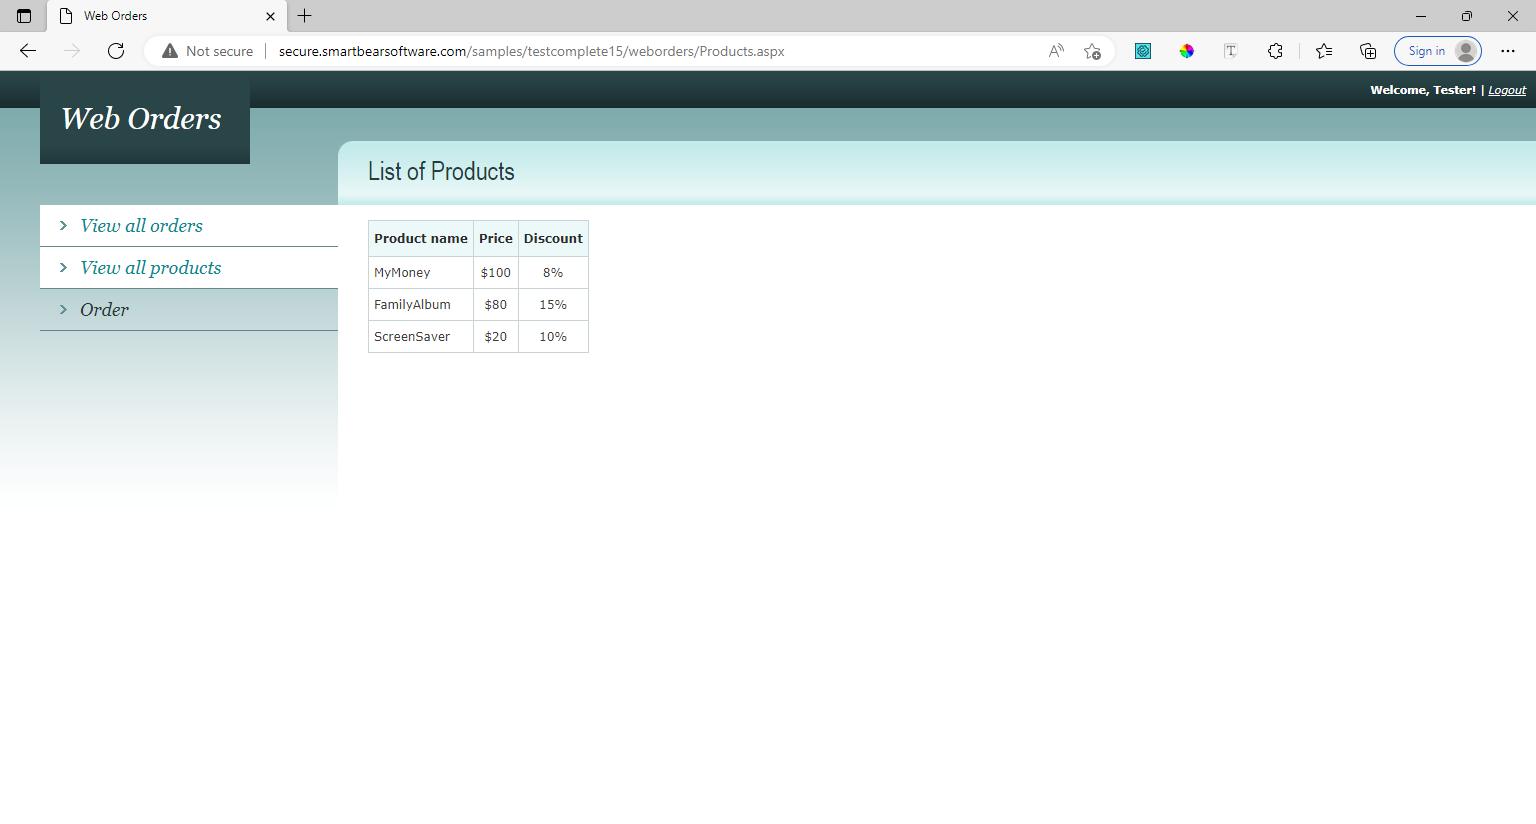 Web Orders
Not secure
secure.smartbearsoftware.com/samples/testcomplete15/weborders/Products.aspx
Sign in
Welcome, Tester! | Logout
Web Orders
List of Products
View all orders
View all products
Order
Product name Price Discount
MyMoney $100 8%
FamilyAlbum $80 15%
ScreenSaver $20 10%